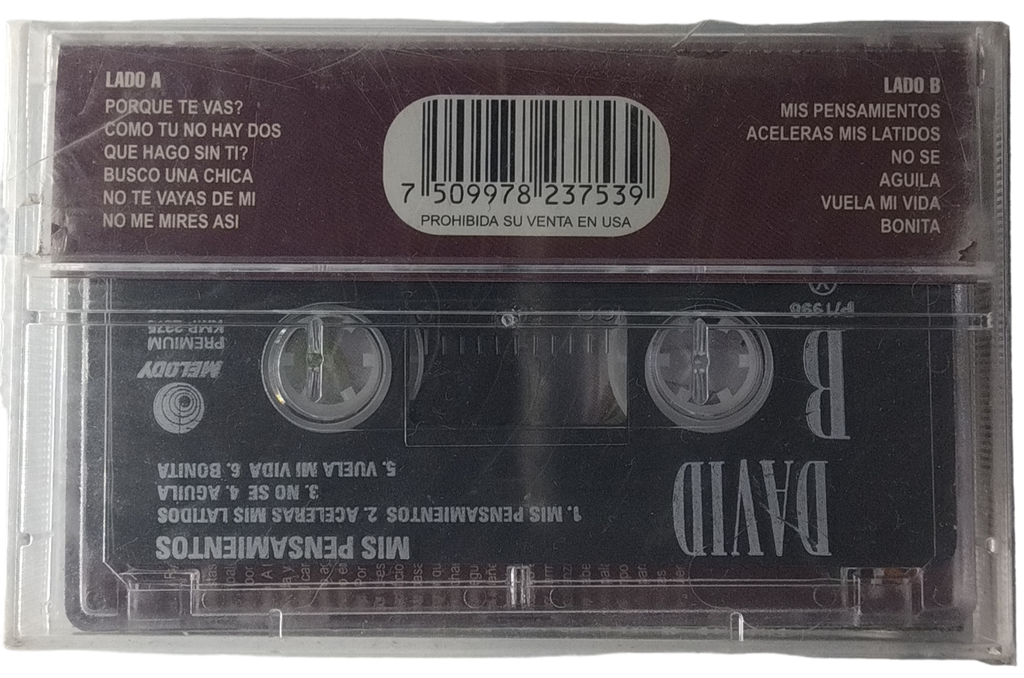 LADO A
PORQUE TE VAS?
COMO TU NO HAY DOS
QUE HAGO SIN TI?
BUSCO UNA CHICA
NO TE VAYAS DE MI
NO ME MIRES ASI
7 509978 237539
PROHIBIDA SU VENTA EN USA
LADO B
MIS PENSAMIENTOS
ACELERAS MIS LATIDOS
NO SE
AGUILA
VUELA MI VIDA
BONITA
DAVID
MIS PENSAMIENTOS
1. MIS PENSAMIENTOS 2. ACELERAS MIS LATIDOS
3. NO SE 4. AGUILA
5. VUELA MI VIDA 6. BONITA
B
P/1998
MELODY
PREMIUM